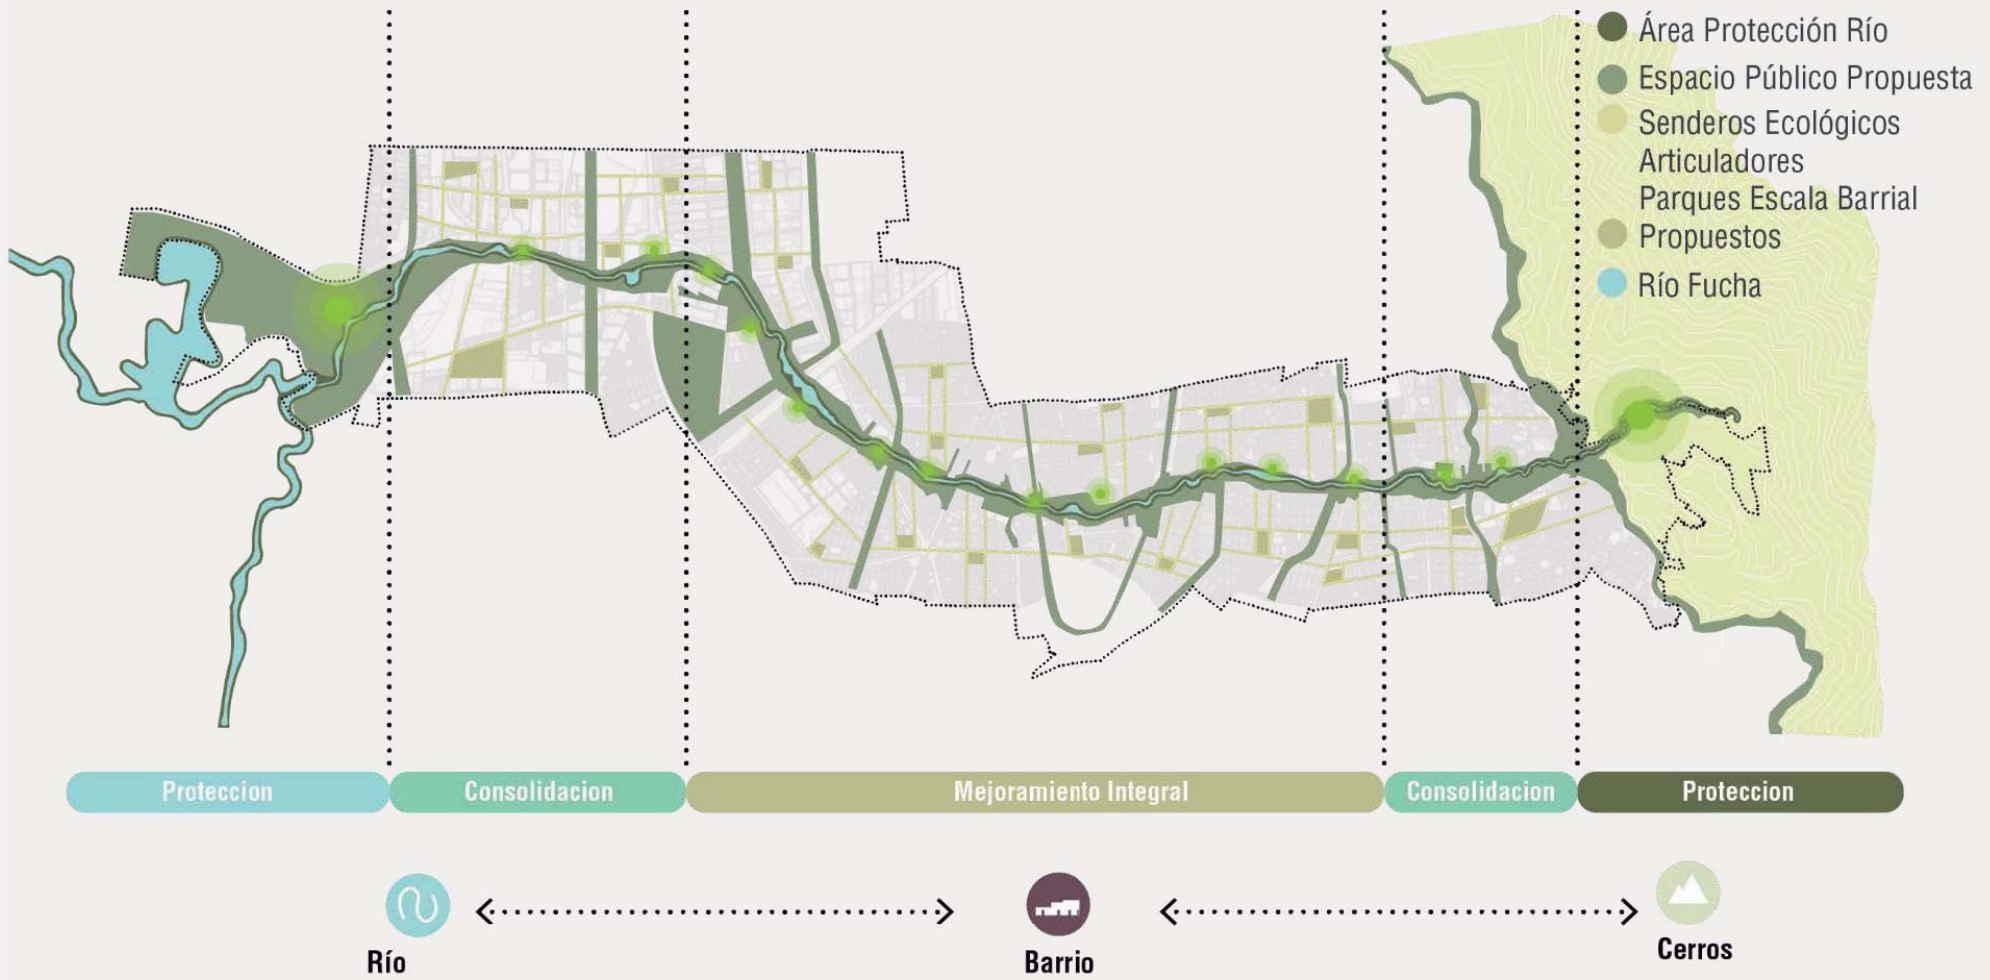 Área Protección Río
Espacio Público Propuesta
Senderos Ecológicos
Articuladores
Parques Escala Barrial
Propuestos
Río Fucha
Proteccion
Consolidacion
Mejoramiento Integral
Consolidacion
Proteccion
Río
Barrio
Cerros